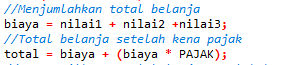 //Menjumlahkan total belanja
biaya = nilai1 + nilai2 +nilai3;
//Total belanja setelah kena pajak
total = biaya + (biaya * PAJAK);